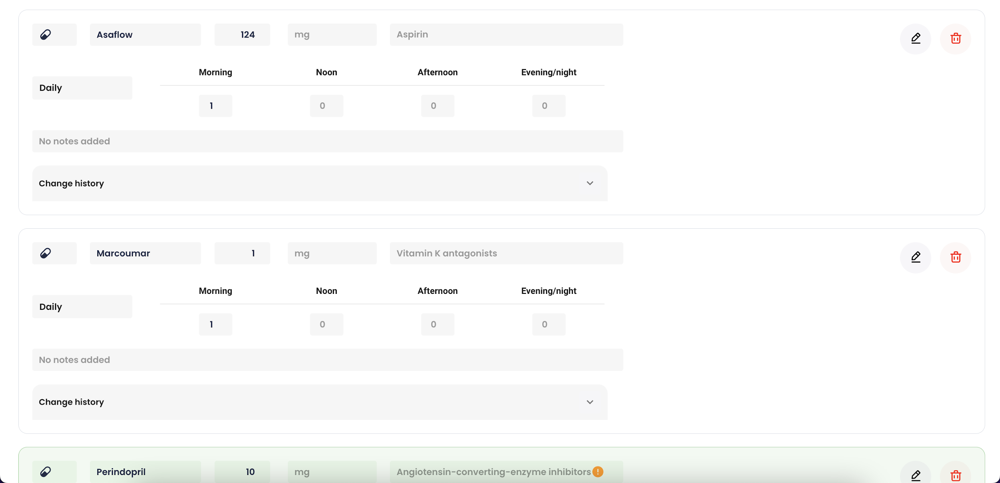 Asaflow 124 mg Aspirin
Morning Noon Afternoon Evening/night
Daily
1 0 0 0
No notes added
Change history
Marcoumar 1 mg Vitamin K antagonists
Morning Noon Afternoon Evening/night
Daily
1 0 0 0
No notes added
Change history
Perindopril 10 mg Angiotensin-converting-enzyme inhibitors